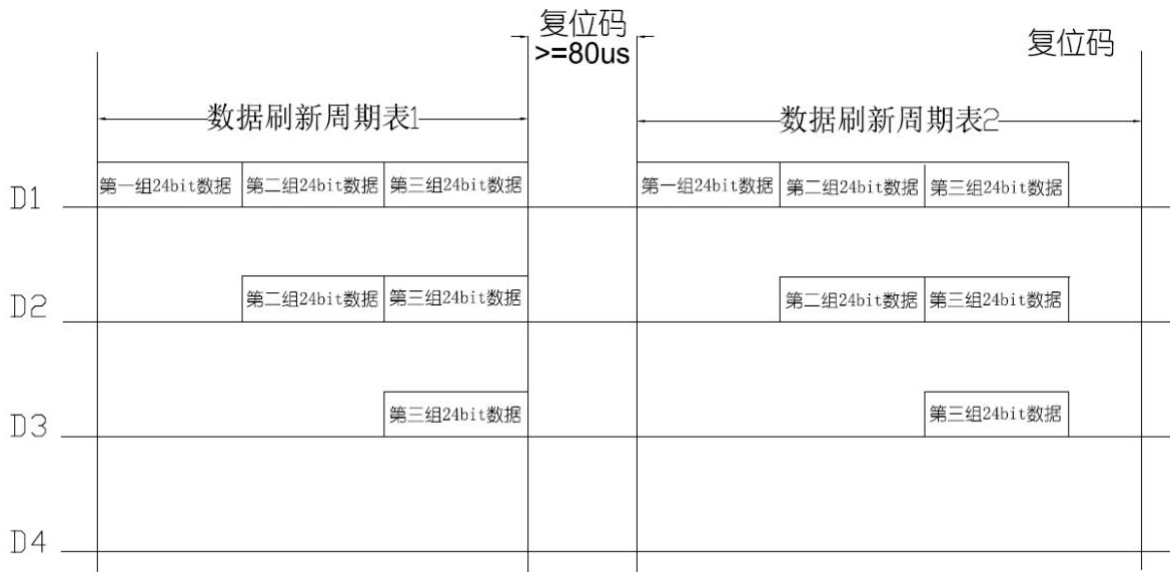 复位码
>=80us
复位码
数据刷新周期表1
数据刷新周期表2
D1
第一组24bit数据
第二组24bit数据
第三组24bit数据
第一组24bit数据
第二组24bit数据
第三组24bit数据
D2
第二组24bit数据
第三组24bit数据
第二组24bit数据
第三组24bit数据
D3
第三组24bit数据
第三组24bit数据
D4